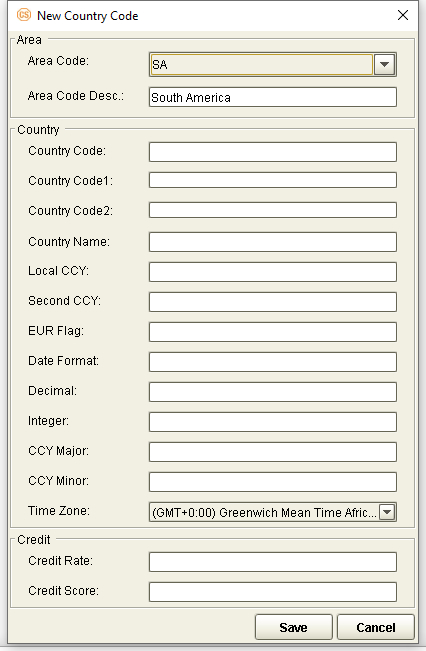 CS New Country Code
Area
Area Code: SA
Area Code Desc.: South America
Country
Country Code:
Country Code1:
Country Code2:
Country Name:
Local CCY:
Second CCY:
EUR Flag:
Date Format:
Decimal:
Integer:
CCY Major:
CCY Minor:
Time Zone: (GMT+0:00) Greenwich Mean Time Afric...
Credit
Credit Rate:
Credit Score:
Save Cancel